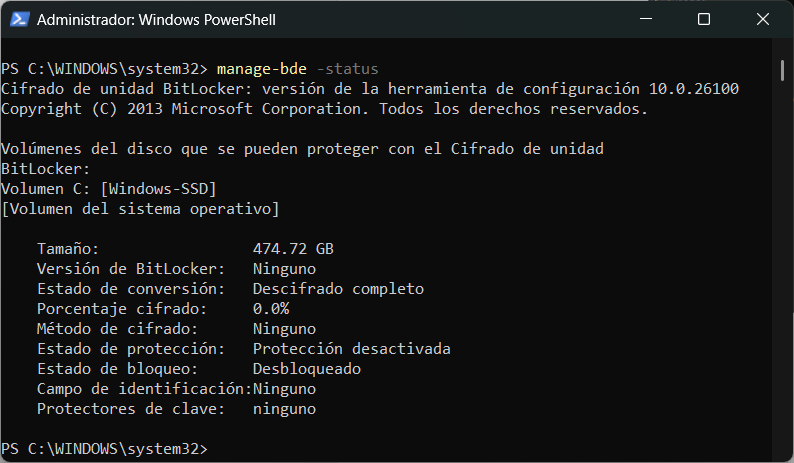 Administrador: Windows PowerShell
PS C:\WINDOWS\system32> manage-bde -status
Cifrado de unidad BitLocker: versión de la herramienta de configuración 10.0.26100
Copyright (C) 2013 Microsoft Corporation. Todos los derechos reservados.
Volúmenes del disco que se pueden proteger con el Cifrado de unidad
BitLocker:
Volumen C: [Windows-SSD]
[Volumen del sistema operativo]
Tamaño: 474.72 GB
Versión de BitLocker: Ninguno
Estado de conversión: Descifrado completo
Porcentaje cifrado: 0.0%
Método de cifrado: Ninguno
Estado de protección: Protección desactivada
Estado de bloqueo: Desbloqueado
Campo de identificación:Ninguno
Protectores de clave: ninguno
PS C:\WINDOWS\system32>